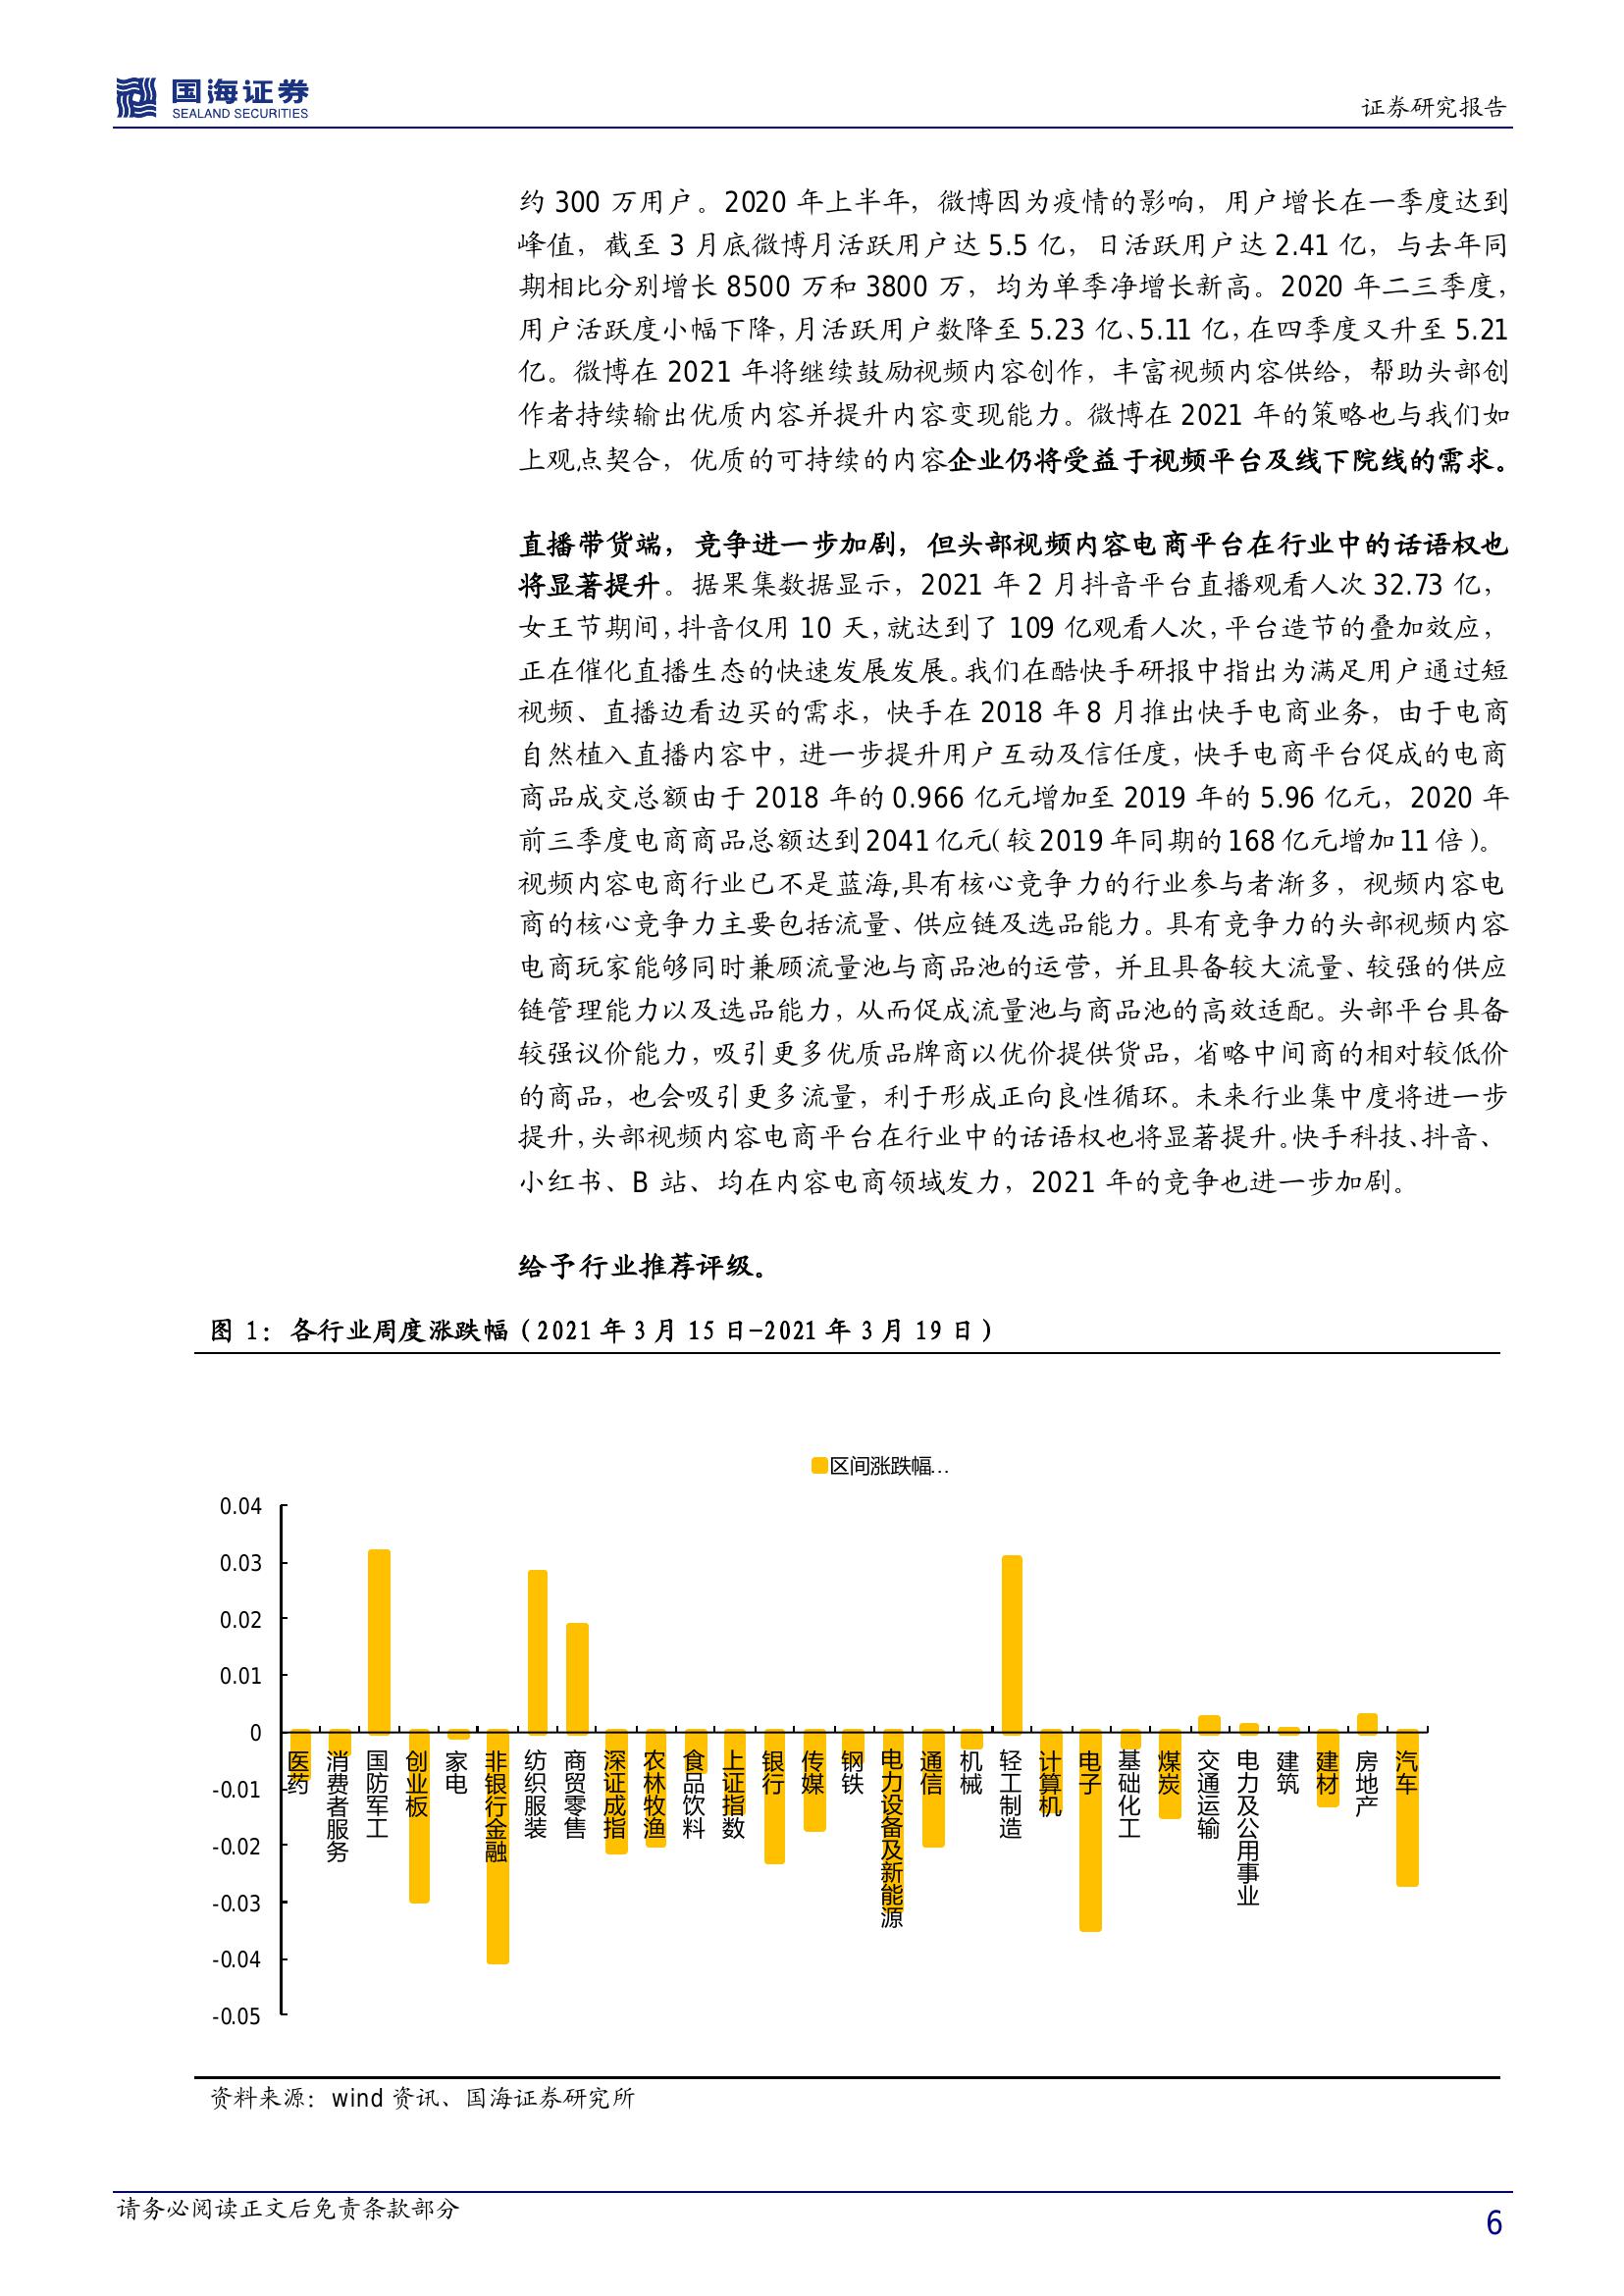 国海证券
SEALAND SECURITIES
证券研究报告
约 300 万用户。2020 年上半年，微博因为疫情的影响，用户增长在一季度达到
峰值，截至 3 月底微博月活跃用户达 5.5 亿，日活跃用户达 2.41 亿，与去年同
期相比分别增长 8500 万和 3800 万，均为单季净增长新高。2020 年二三季度，
用户活跃度小幅下降，月活跃用户数降至 5.23 亿、5.11 亿，在四季度又升至 5.21
亿。微博在 2021 年将继续鼓励视频内容创作，丰富视频内容供给，帮助头部创
作者持续输出优质内容并提升内容变现能力。微博在 2021 年的策略也与我们如
上观点契合，优质的可持续的内容企业仍将受益于视频平台及线下院线的需求。
直播带货端，竞争进一步加剧，但头部视频内容电商平台在行业中的话语权也
将显著提升。据果集数据显示，2021 年 2 月抖音平台直播观看人次 32.73 亿，
女王节期间，抖音仅用 10 天，就达到了 109 亿观看人次，平台造节的叠加效应，
正在催化直播生态的快速发展发展。我们在酷快手研报中指出为满足用户通过短
视频、直播边看边买的需求，快手在 2018 年 8 月推出快手电商业务，由于电商
自然植入直播内容中，进一步提升用户互动及信任度，快手电商平台促成的电商
商品成交总额由于 2018 年的 0.966 亿元增加至 2019 年的 5.96 亿元，2020 年
前三季度电商商品总额达到 2041 亿元（较 2019 年同期的 168 亿元增加 11 倍）。
视频内容电商行业已不是蓝海,具有核心竞争力的行业参与者渐多，视频内容电
商的核心竞争力主要包括流量、供应链及选品能力。具有竞争力的头部视频内容
电商玩家能够同时兼顾流量池与商品池的运营，并且具备较大流量、较强的供应
链管理能力以及选品能力，从而促成流量池与商品池的高效适配。头部平台具备
较强议价能力，吸引更多优质品牌商以优价提供货品，省略中间商的相对较低价
的商品，也会吸引更多流量，利于形成正向良性循环。未来行业集中度将进一步
提升，头部视频内容电商平台在行业中的话语权也将显著提升。快手科技、抖音、
小红书、B 站、均在内容电商领域发力，2021 年的竞争也进一步加剧。
给予行业推荐评级。
图 1：各行业周度涨跌幅（2021 年 3 月 15 日-2021 年 3 月 19 日）
区间涨跌幅…
0.04
0.03
0.02
0.01
0
-0.01
-0.02
-0.03
-0.04
-0.05
医药
消费者服务
国防军工
创业板
家电
非银行金融
纺织服装
商贸零售
深证成指
农林牧渔
食品饮料
上证指数
银行
传媒
钢铁
电力设备及新能源
通信
机械
轻工制造
计算机
电子
基础化工
煤炭
交通运输
电力及公用事业
建筑
建材
房地产
汽车
资料来源：wind 资讯、国海证券研究所
请务必阅读正文后免责条款部分
6